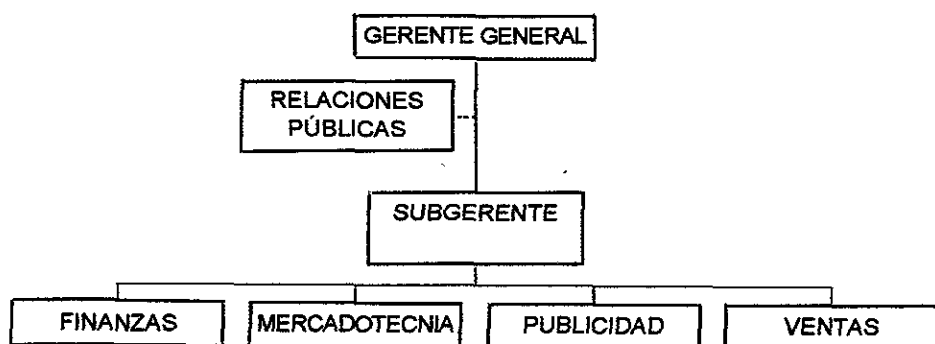 GERENTE GENERAL
RELACIONES
PÚBLICAS
SUBGERENTE
FINANZAS
MERCADOTECNIA
PUBLICIDAD
VENTAS